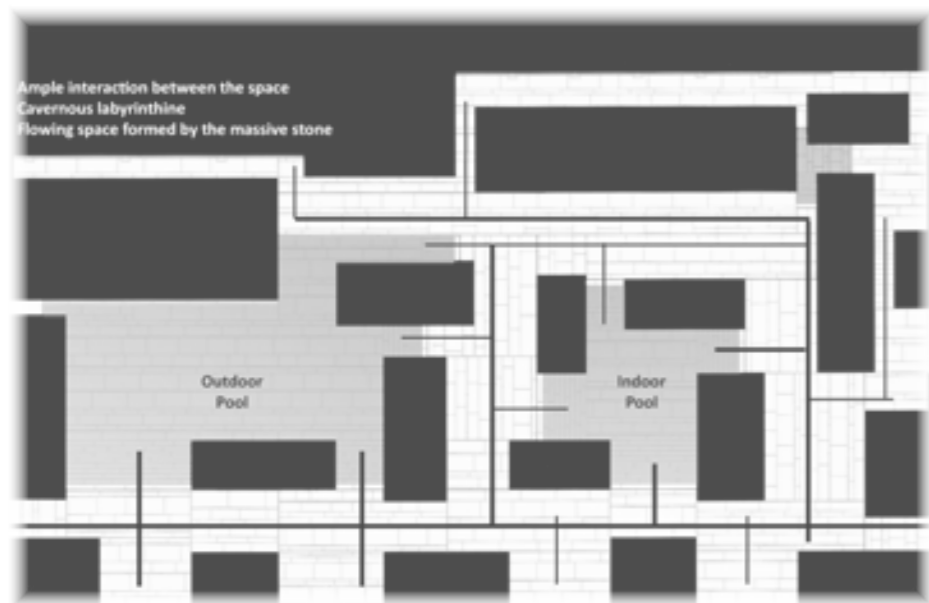 Ample interaction between the space
Cavernous labyrinthine
Flowing space formed by the massive stone
Outdoor
Pool
Indoor
Pool